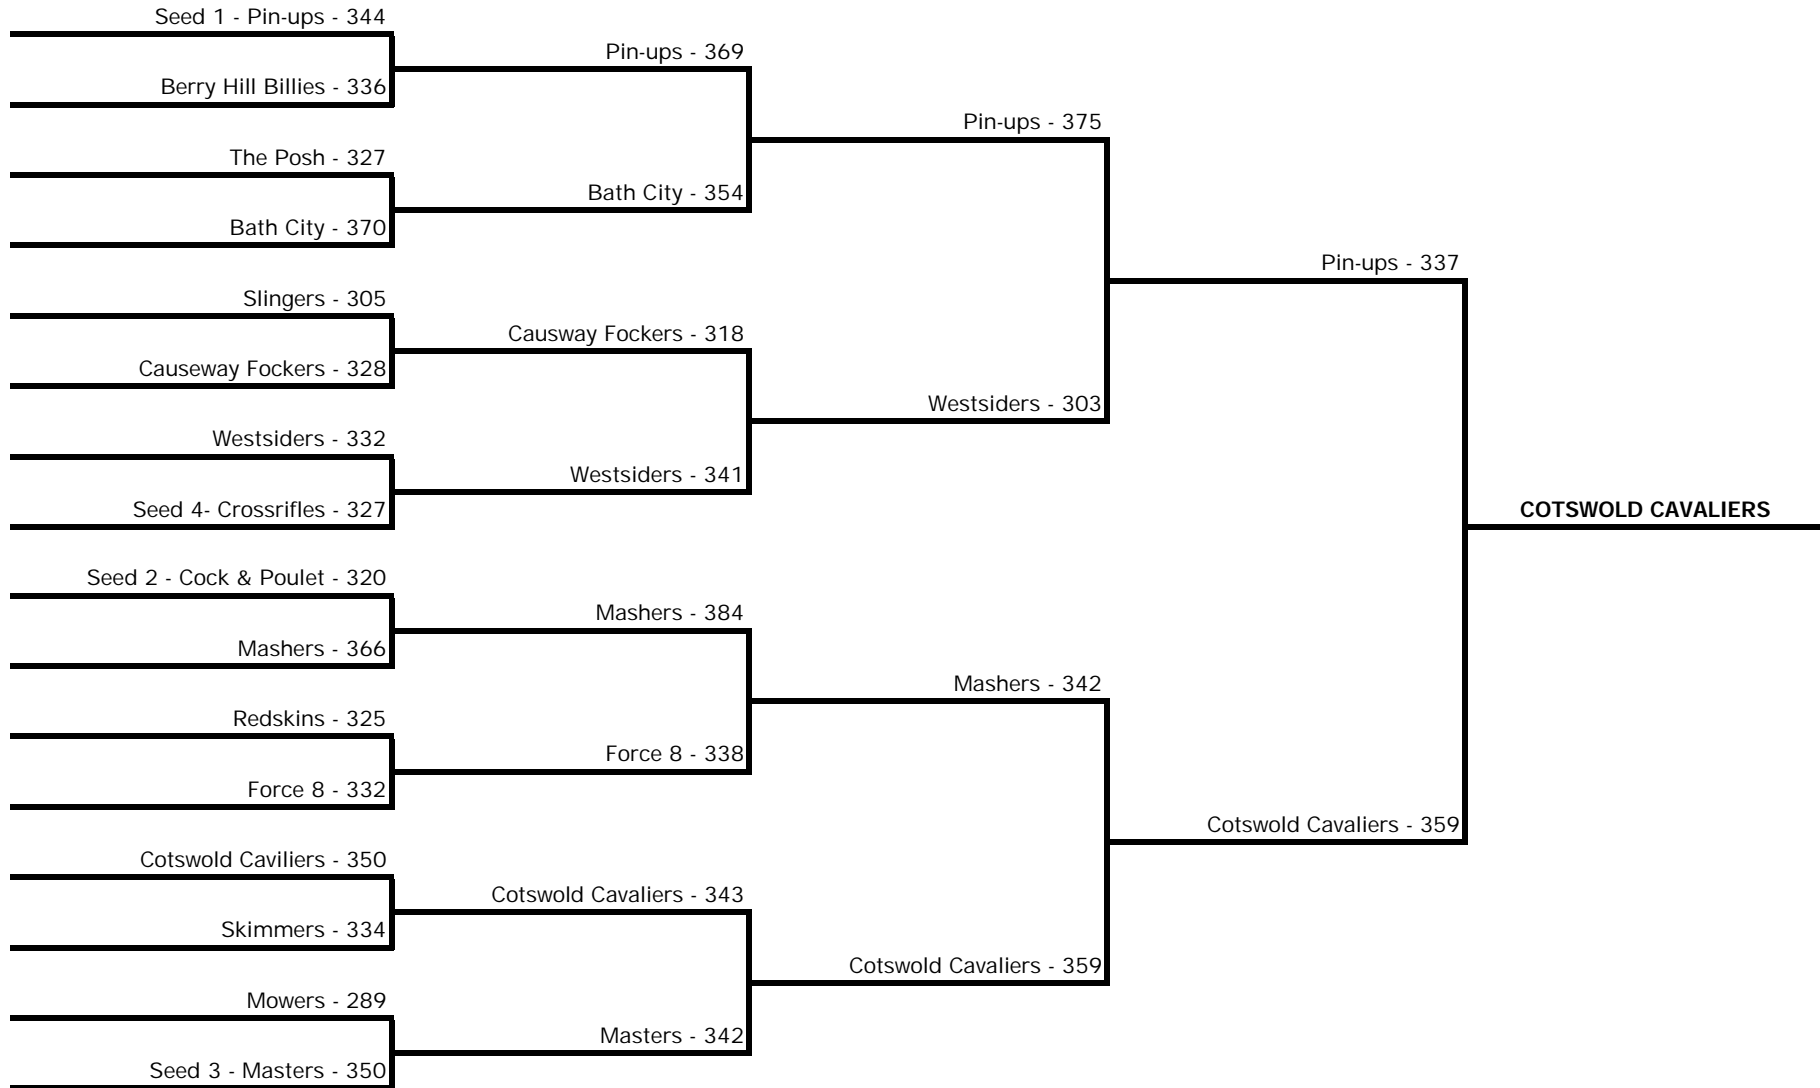 Seed 1 - Pin-ups - 344
Pin-ups - 369
Berry Hill Billies - 336
Pin-ups - 375
The Posh - 327
Bath City - 354
Bath City - 370
Pin-ups - 337
Slingers - 305
Causway Fockers - 318
Causeway Fockers - 328
Westsiders - 303
Westsiders - 332
Westsiders - 341
Seed 4- Crossrifles - 327
COTSWOLD CAVALIERS
Seed 2 - Cock & Poulet - 320
Mashers - 384
Mashers - 366
Mashers - 342
Redskins - 325
Force 8 - 338
Force 8 - 332
Cotswold Cavaliers - 359
Cotswold Caviliers - 350
Cotswold Cavaliers - 343
Skimmers - 334
Cotswold Cavaliers - 359
Mowers - 289
Masters - 342
Seed 3 - Masters - 350